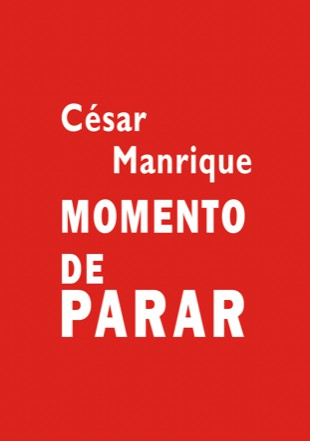 César
Manrique
MOMENTO
DE
PARAR